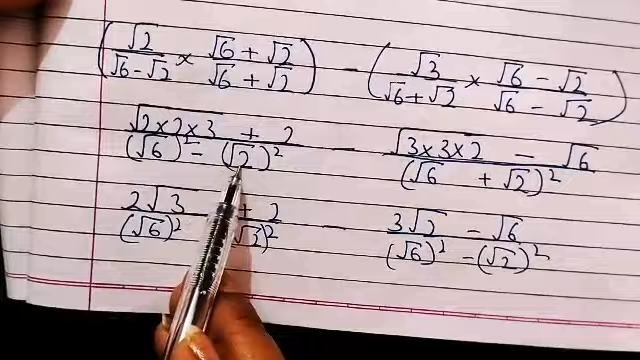 (√2/(√6-√2) × (√6+√2)/(√6+√2)) - (√3/(√6+√2) × (√6-√2)/(√6-√2))
(√(2×2×3) + 2)/((√6)² - (√2)²) - (√(3×3×2) - √6)/(√6 + √2)²
(2√3 + 2)/((√6)² √2)²) - (3√2 - √6)/((√6)² - (√2)²)